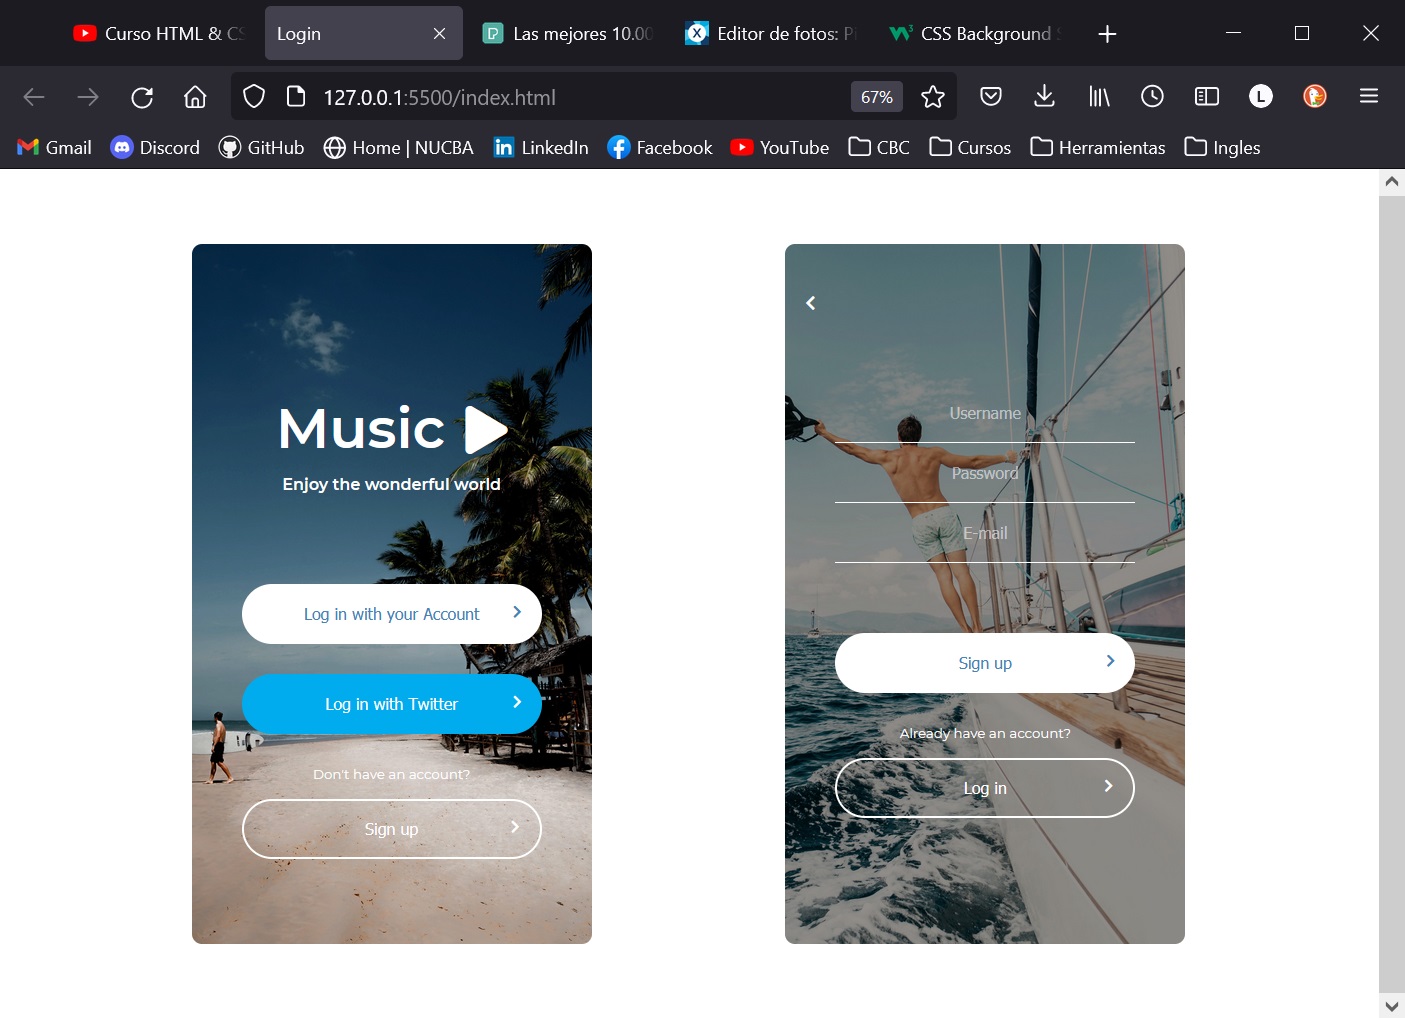 Curso HTML & CS
Login
Las mejores 10.00
Editor de fotos: Pi
CSS Background S
127.0.0.1:5500/index.html
67%
L
Gmail
Discord
GitHub
Home | NUCBA
LinkedIn
Facebook
YouTube
CBC
Cursos
Herramientas
Ingles
Music
Enjoy the wonderful world
Log in with your Account
Log in with Twitter
Don't have an account?
Sign up
Username
Password
E-mail
Sign up
Already have an account?
Log in